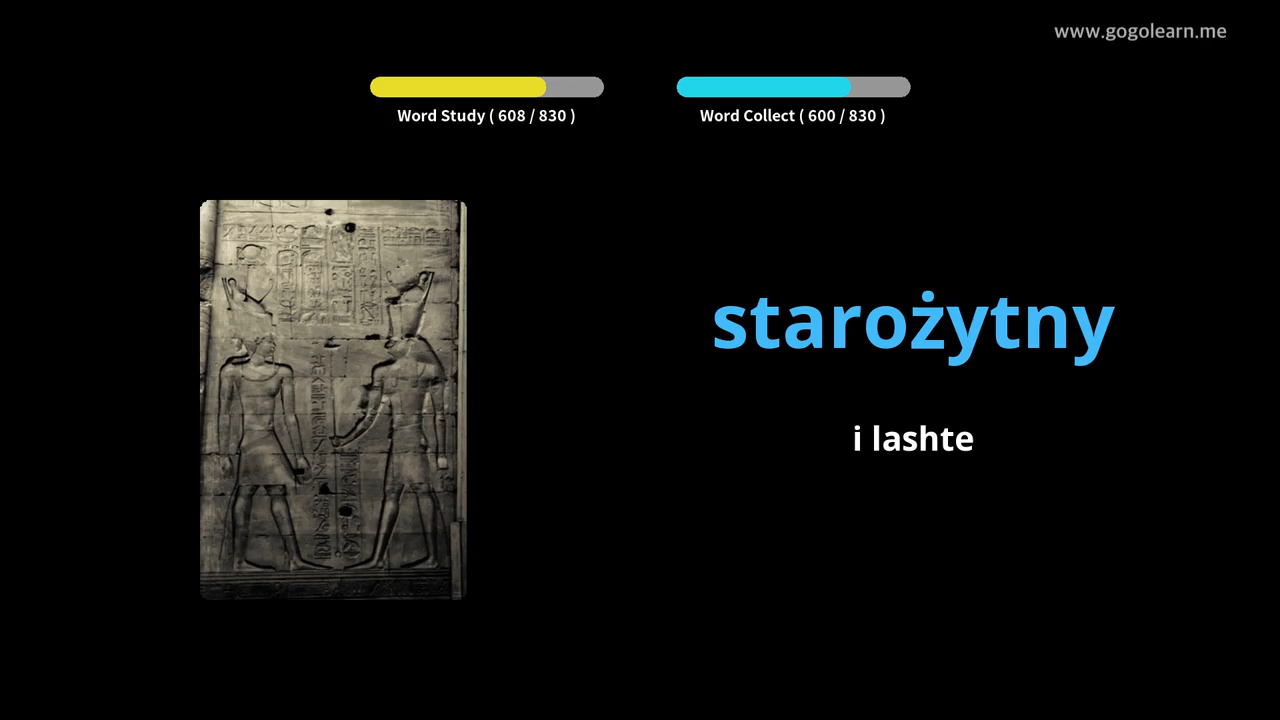 www.gogolearn.me
Word Study ( 608 / 830 )
Word Collect ( 600 / 830 )
starożytny
i lashte